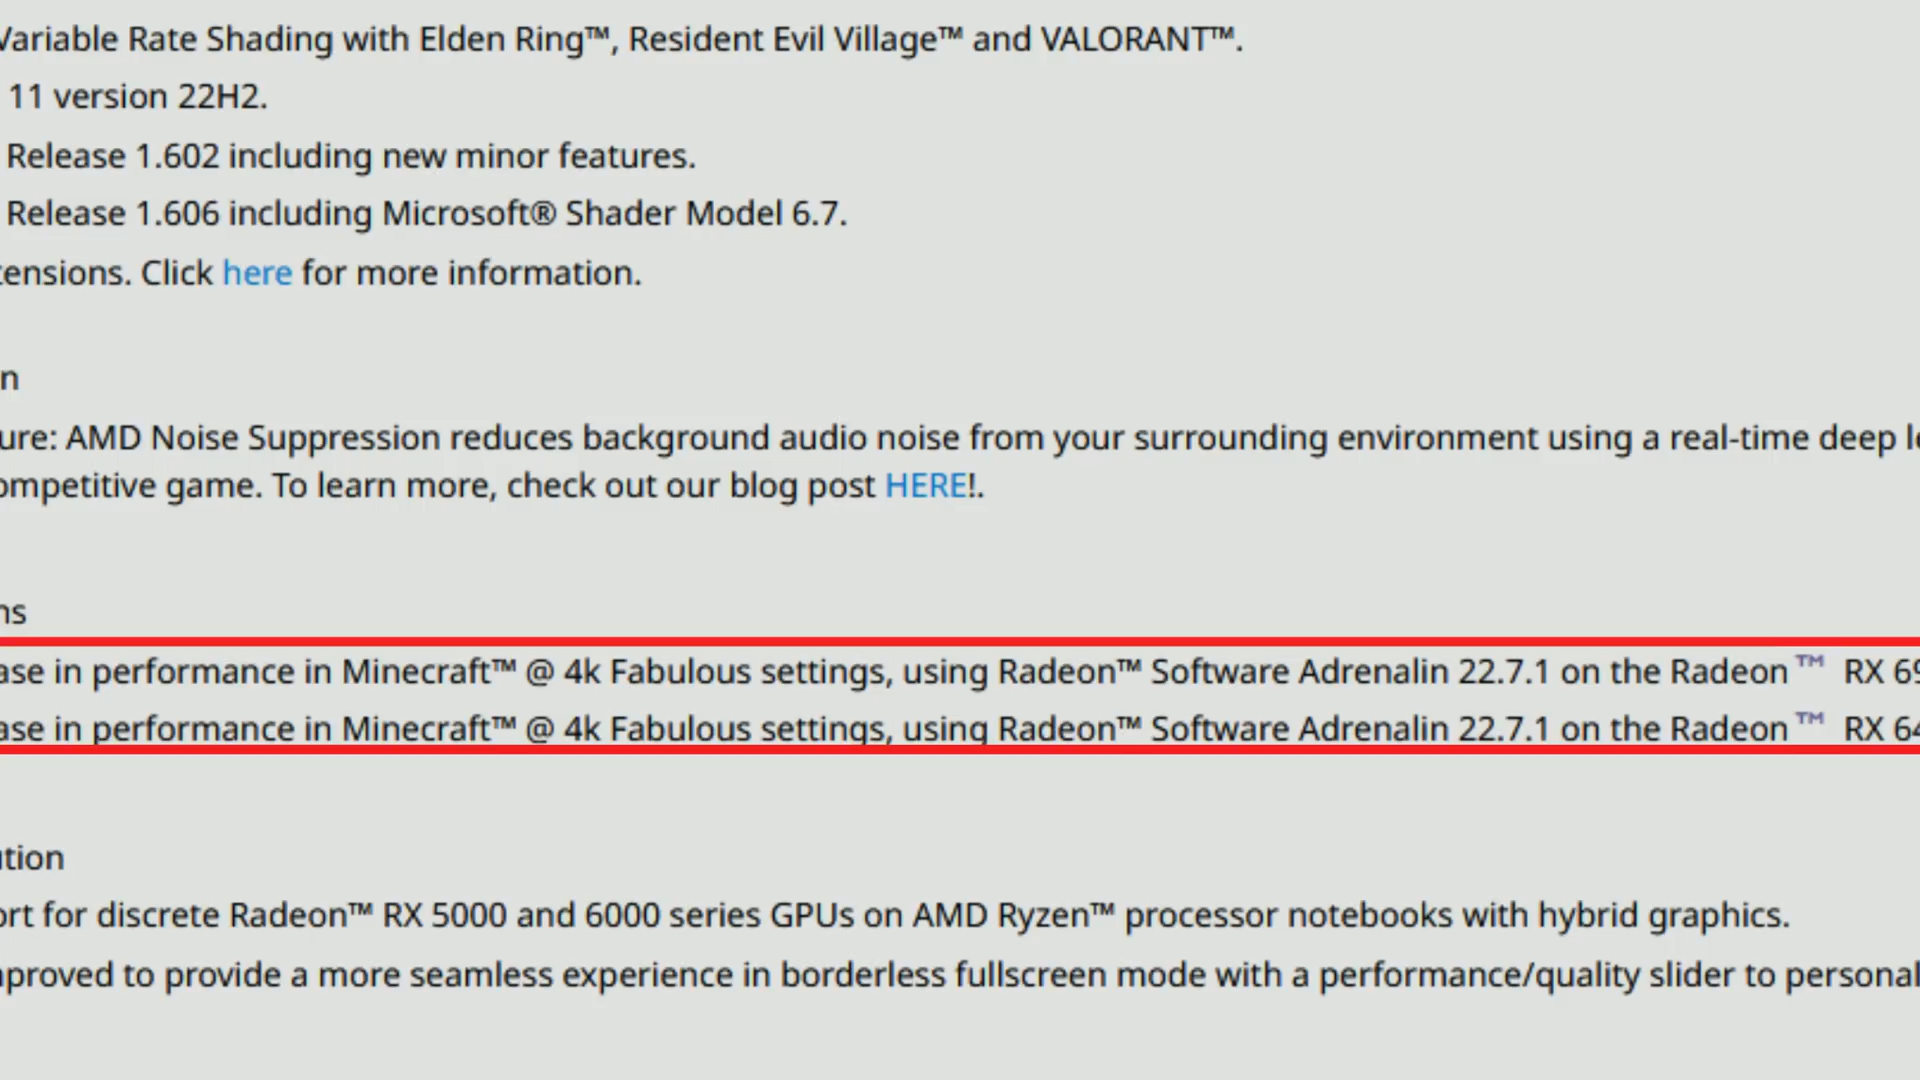 Variable Rate Shading with Elden Ring™, Resident Evil Village™ and VALORANT™.
11 version 22H2.
Release 1.602 including new minor features.
Release 1.606 including Microsoft® Shader Model 6.7.
tensions. Click here for more information.
n
ure: AMD Noise Suppression reduces background audio noise from your surrounding environment using a real-time deep le
ompetitive game. To learn more, check out our blog post HERE!.
ns
ase in performance in Minecraft™ @ 4k Fabulous settings, using Radeon™ Software Adrenalin 22.7.1 on the Radeon™ RX 69
ase in performance in Minecraft™ @ 4k Fabulous settings, using Radeon™ Software Adrenalin 22.7.1 on the Radeon™ RX 64
ution
ort for discrete Radeon™ RX 5000 and 6000 series GPUs on AMD Ryzen™ processor notebooks with hybrid graphics.
mproved to provide a more seamless experience in borderless fullscreen mode with a performance/quality slider to personal